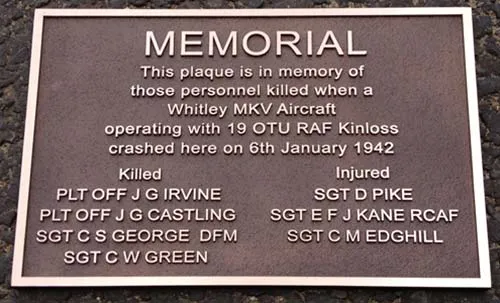 MEMORIAL
This plaque is in memory of
those personnel killed when a
Whitley MKV Aircraft
operating with 19 OTU RAF Kinloss
crashed here on 6th January 1942
Killed
PLT OFF J G IRVINE
PLT OFF J G CASTLING
SGT C S GEORGE DFM
SGT C W GREEN
Injured
SGT D PIKE
SGT E F J KANE RCAF
SGT C M EDGHILL